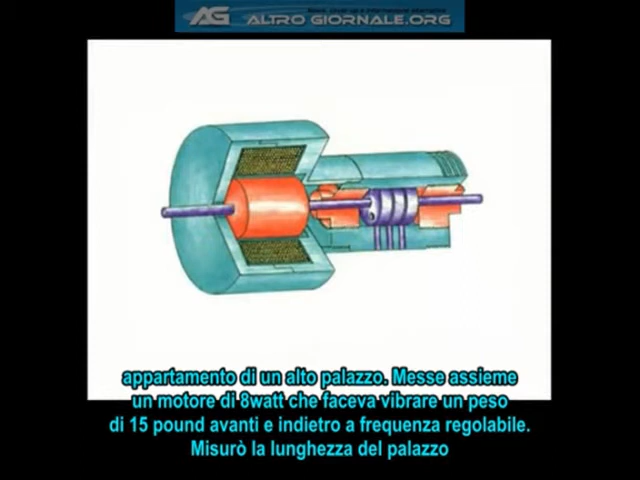 AG
ALTRO GIORNALE.ORG
appartamento di un alto palazzo. Messe assieme
un motore di 8watt che faceva vibrare un peso
di 15 pound avanti e indietro a frequenza regolabile.
Misurò la lunghezza del palazzo